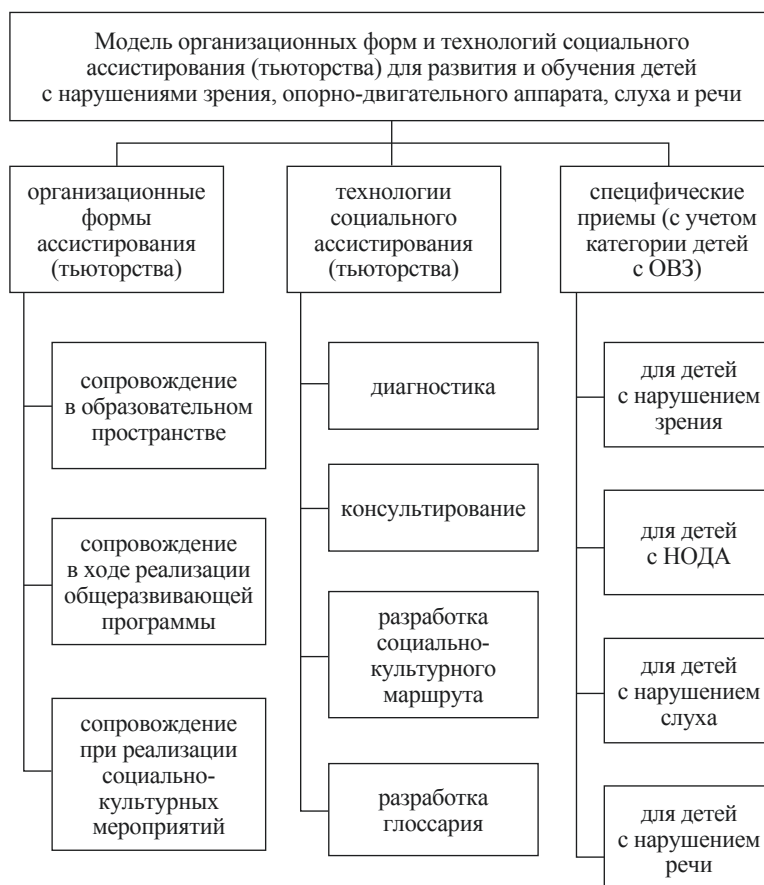 Модель организационных форм и технологий социального
ассистирования (тьюторства) для развития и обучения детей
с нарушениями зрения, опорно-двигательного аппарата, слуха и речи
организационные
формы
ассистирования
(тьюторства)
сопровождение
в образовательном
пространстве
сопровождение
в ходе реализации
общеразвивающей
программы
сопровождение
при реализации
социально-
культурных
мероприятий
технологии
социального
ассистирования
(тьюторства)
диагностика
консультирование
разработка
социально-
культурного
маршрута
разработка
глоссария
специфические
приемы (с учетом
категории детей
с ОВЗ)
для детей
с нарушением
зрения
для детей
с НОДА
для детей
с нарушением
слуха
для детей
с нарушением
речи